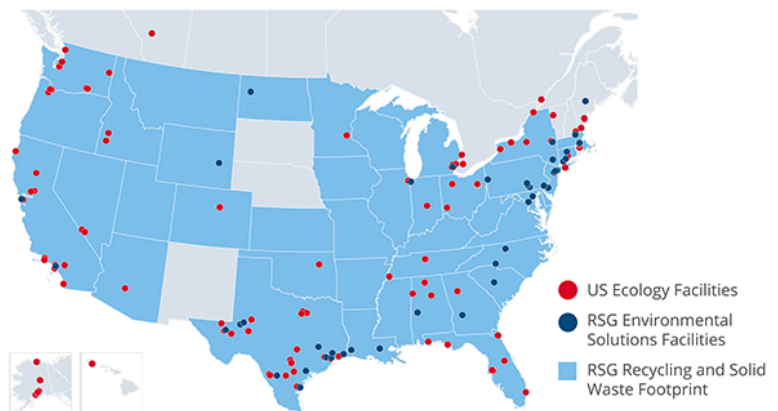 US Ecology Facilities
RSG Environmental
Solutions Facilities
RSG Recycling and Solid
Waste Footprint